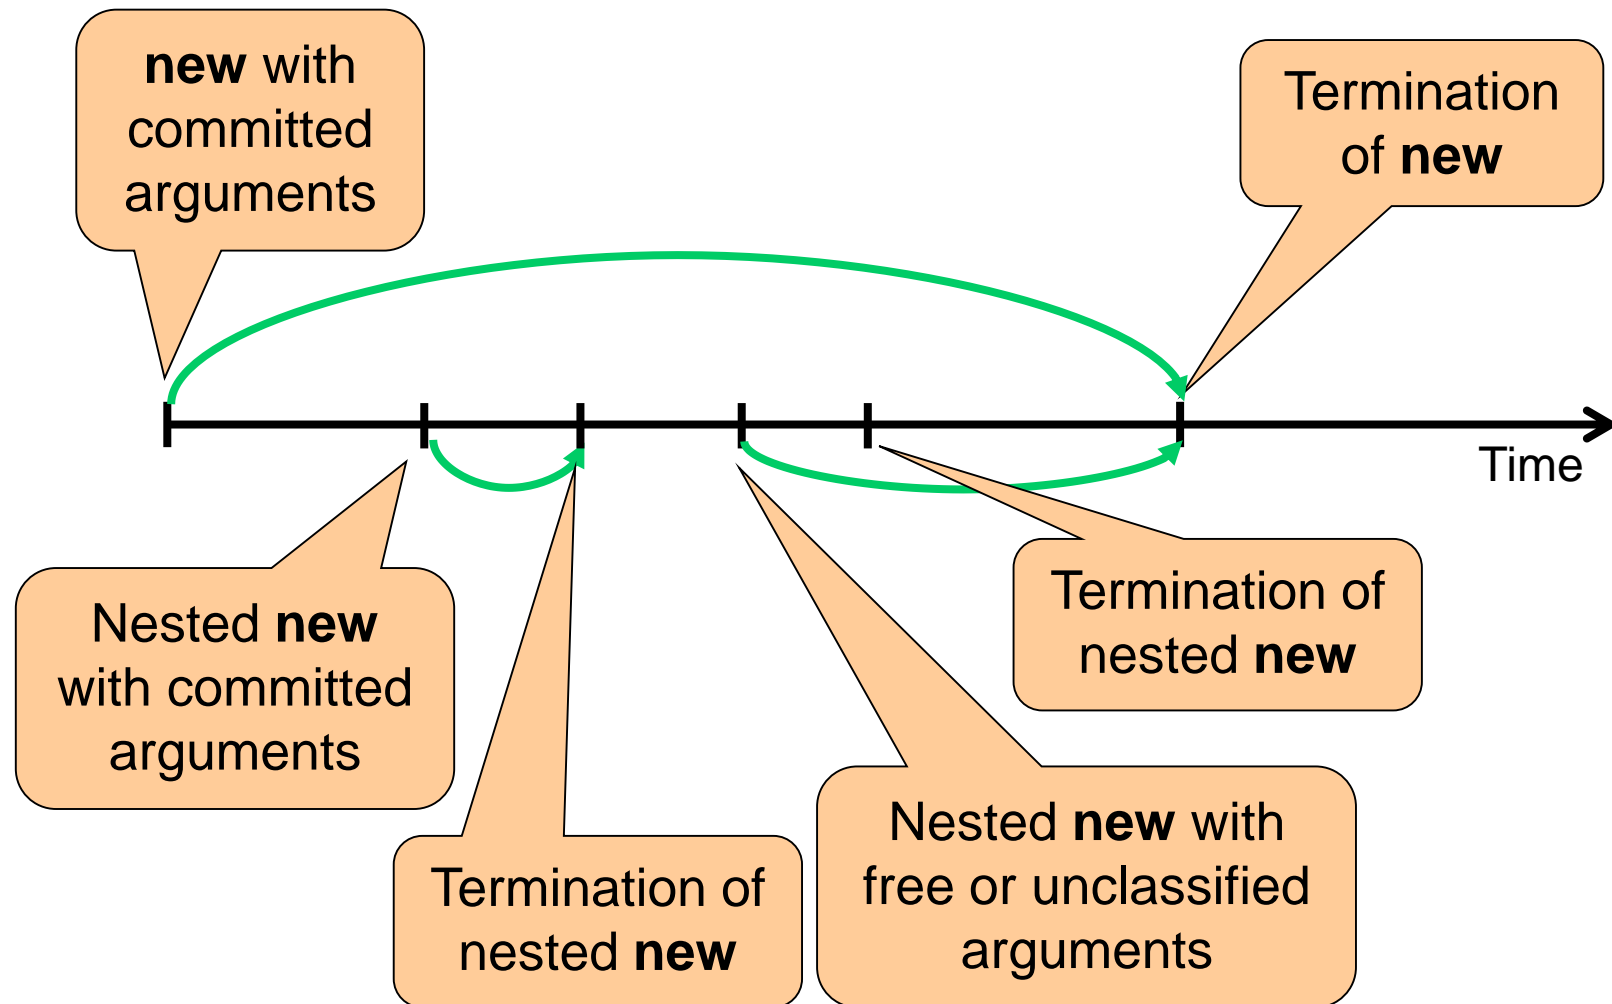 new with
committed
arguments
Termination
of new
Time
Nested new
with committed
arguments
Termination of
nested new
Nested new with
free or unclassified
arguments
Termination of
nested new